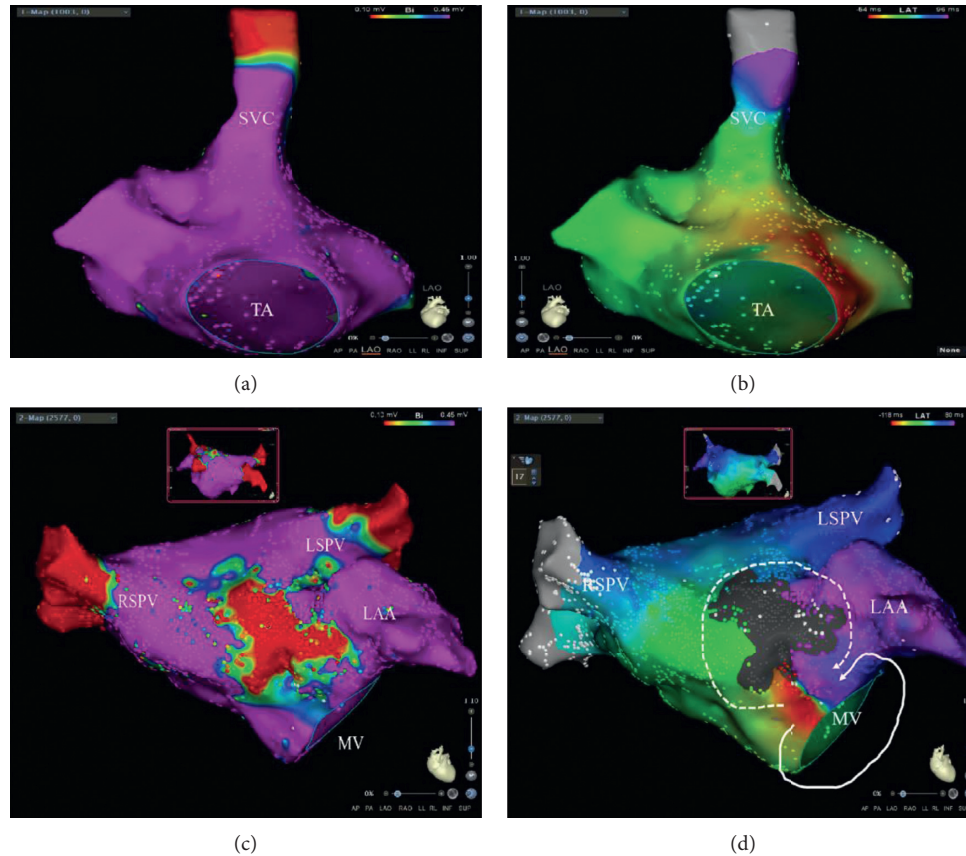 1-Map (1003, 0)
0.10 mV Bi 0.45 mV
SVC
TA
1.00
LAO
0%
AP PA LAO RAO LL RL INF SUP
(a)
1-Map (1003, 0)
-54 ms LAT 96 ms
SVC
TA
1.00
LAO
0%
AP PA LAO RAO LL RL INF SUP
None
(b)
2-Map (2577, 0)
0.10 mV Bi 0.45 mV
LSPV
RSPV
LAA
MV
1.10
0%
AP PA LAO RAO LL RL INF SUP
(c)
2-Map (2577, 0)
-118 ms LAT
17
LSPV
RSPV
LAA
MV
0%
AP PA LAO RAO LL RL INF SUP
(d)